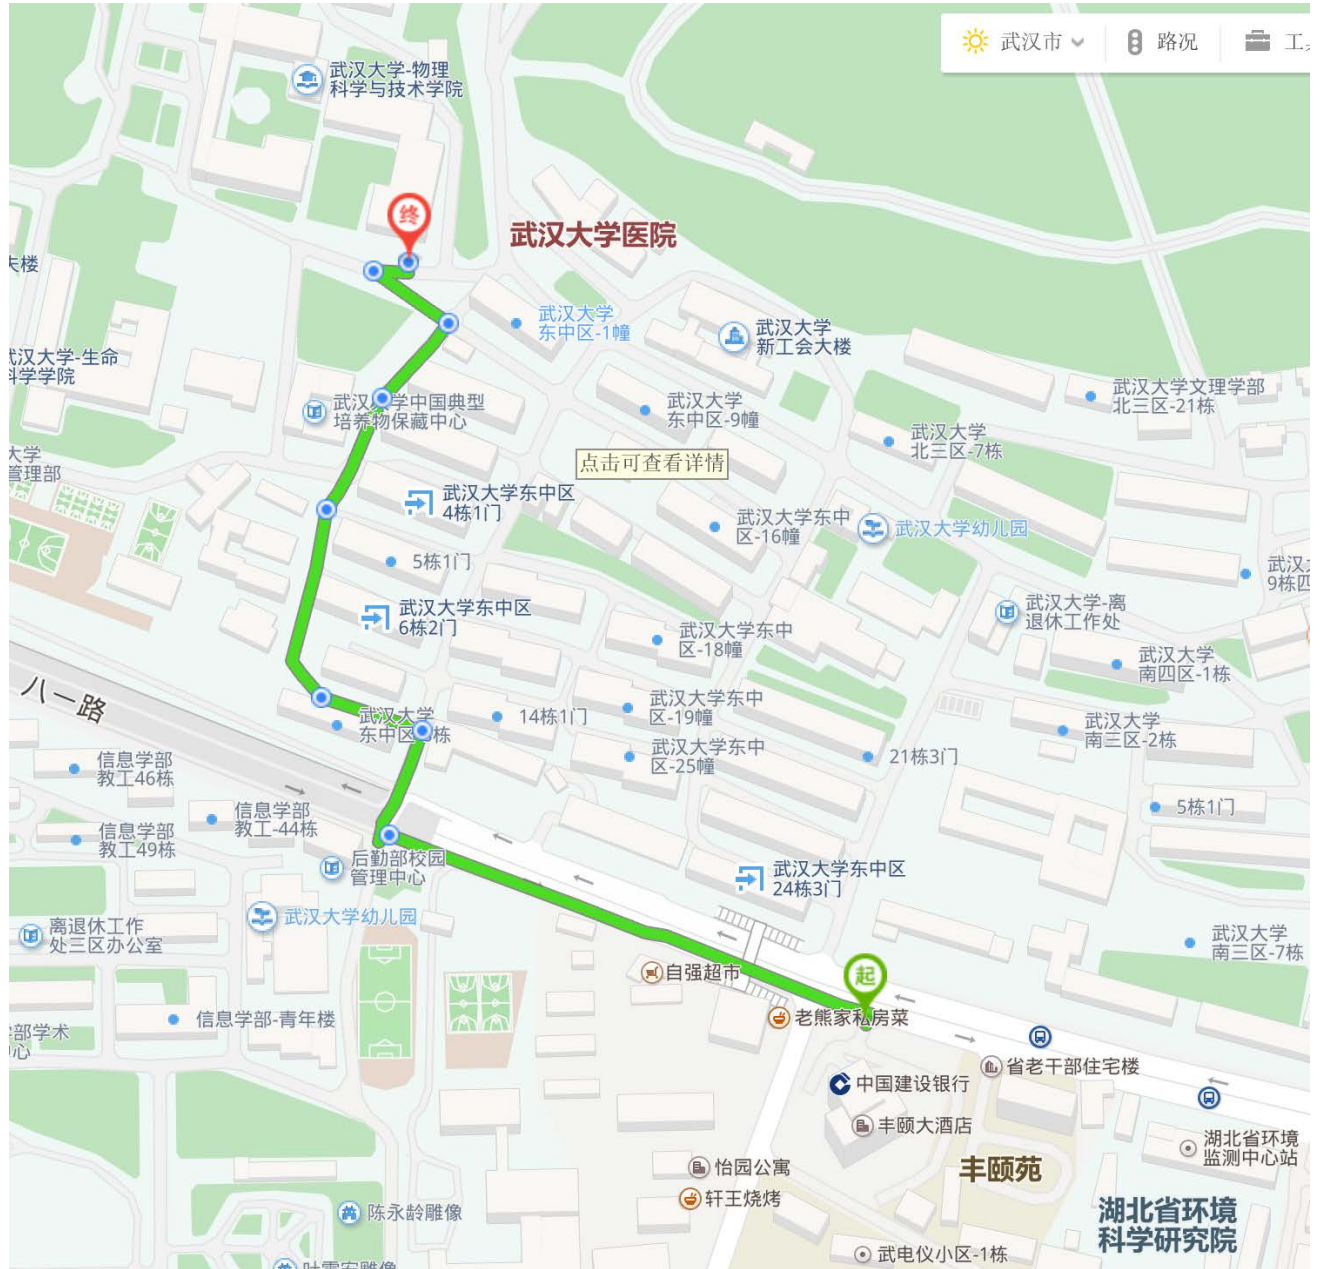 武汉市
路况
工
武汉大学-物理
科学与技术学院
终
武汉大学医院
夫楼
武汉大学
东中区-1幢
武汉大学
新工会大楼
武汉大学-生命
科学学院
武汉大学中国典型
培养物保藏中心
武汉大学
东中区-9幢
武汉大学文理学部
北三区-21栋
武汉大学
北三区-7栋
大学
管理部
点击可查看详情
武汉大学东中区
4栋1门
武汉大学东中
区-16幢
武汉大学幼儿园
5栋1门
武汉
9栋四
武汉大学东中区
6栋2门
武汉大学-离
退休工作处
武汉大学东中
区-18幢
武汉大学
南四区-1栋
八一路
武汉大学
东中区
栋
14栋1门
武汉大学东中
区-19幢
武汉大学
南三区-2栋
武汉大学东中
区-25幢
21栋3门
信息学部
教工46栋
信息学部
教工-44栋
5栋1门
信息学部
教工49栋
后勤部校园
管理中心
武汉大学东中区
24栋3门
武汉大学幼儿园
离退休工作
处三区办公室
武汉大学
南三区-7栋
自强超市
起
信息学部-青年楼
老熊家私房菜
部学术
心
省老干部住宅楼
中国建设银行
丰颐大酒店
湖北省环境
监测中心站
怡园公寓
丰颐苑
轩王烧烤
陈永龄雕像
湖北省环境
科学研究院
武电仪小区-1栋